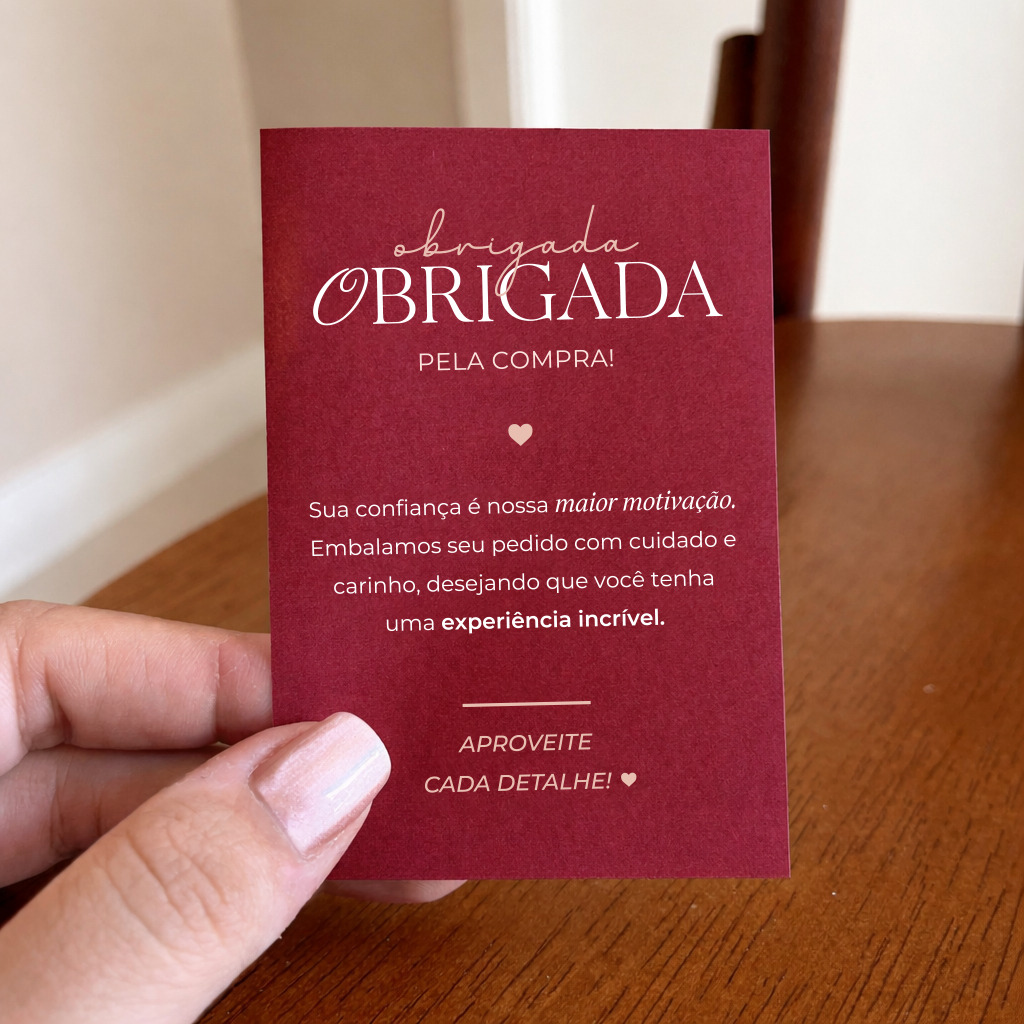 obrigada
OBRIGADA
PELA COMPRA!
Sua confiança é nossa maior motivação.
Embalamos seu pedido com cuidado e
carinho, desejando que você tenha
uma experiência incrível.
APROVEITE
CADA DETALHE!